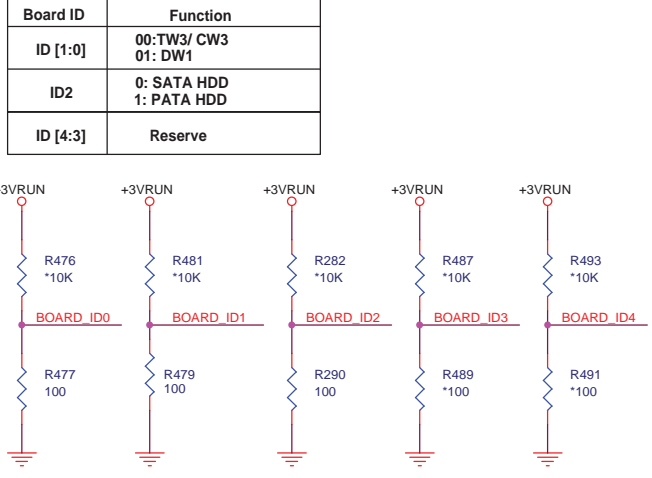 Board ID Function
ID [1:0] 00:TW3/ CW3
01: DW1
ID2 0: SATA HDD
1: PATA HDD
ID [4:3] Reserve
+3VRUN +3VRUN +3VRUN +3VRUN +3VRUN
R476 R481 R282 R487 R493
*10K *10K *10K *10K *10K
BOARD_ID0 BOARD_ID1 BOARD_ID2 BOARD_ID3 BOARD_ID4
R477 R479 R290 R489 R491
100 100 100 *100 *100